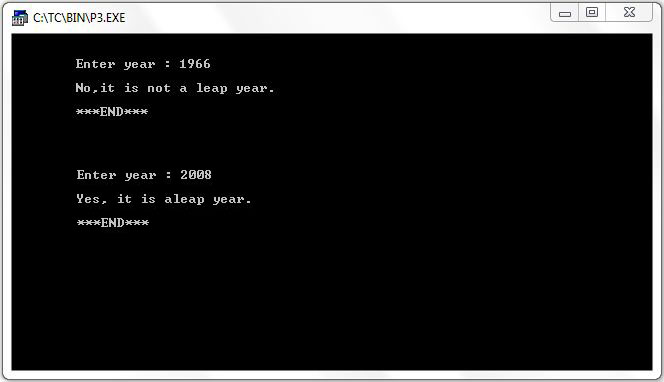 C:\TC\BIN\P3.EXE
Enter year : 1966
No,it is not a leap year.
***END***
Enter year : 2008
Yes, it is aleap year.
***END***